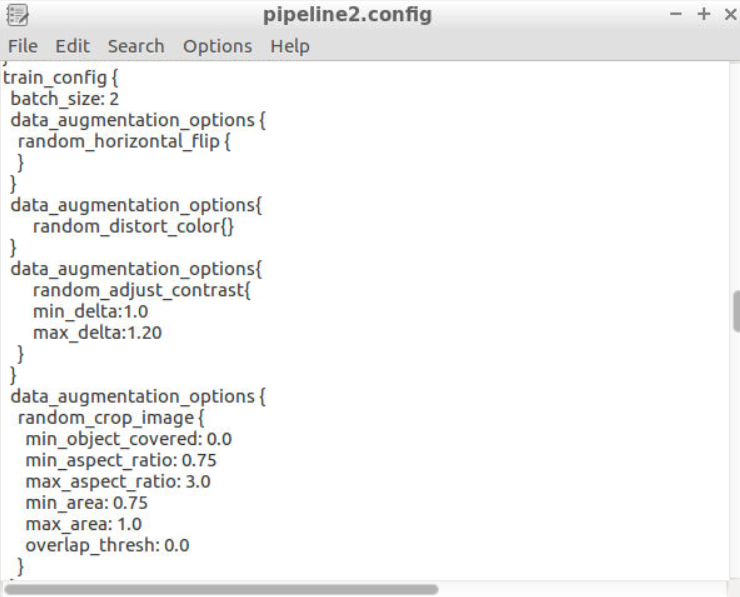 pipeline2.config
File Edit Search Options Help
train_config {
batch_size: 2
data_augmentation_options {
random_horizontal_flip {
}
}
data_augmentation_options{
random_distort_color{}
}
data_augmentation_options{
random_adjust_contrast{
min_delta:1.0
max_delta:1.20
}
}
data_augmentation_options {
random_crop_image {
min_object_covered: 0.0
min_aspect_ratio: 0.75
max_aspect_ratio: 3.0
min_area: 0.75
max_area: 1.0
overlap_thresh: 0.0
}